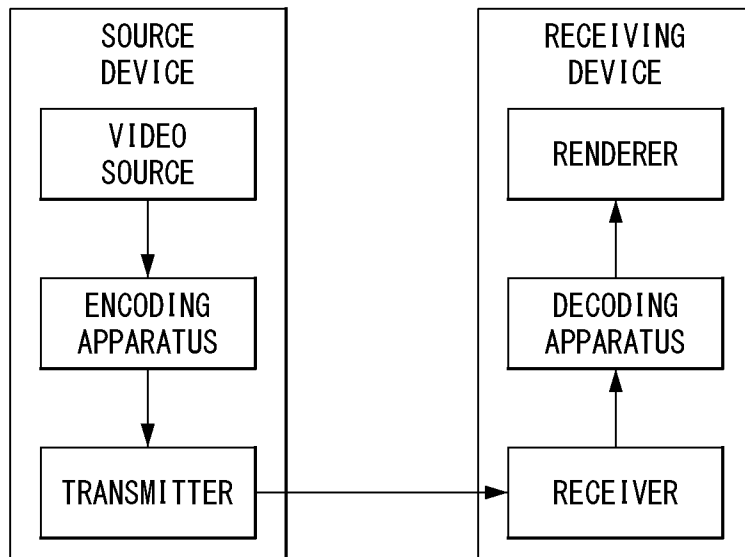 SOURCE
DEVICE
VIDEO
SOURCE
ENCODING
APPARATUS
TRANSMITTER
RECEIVING
DEVICE
RENDERER
DECODING
APPARATUS
RECEIVER